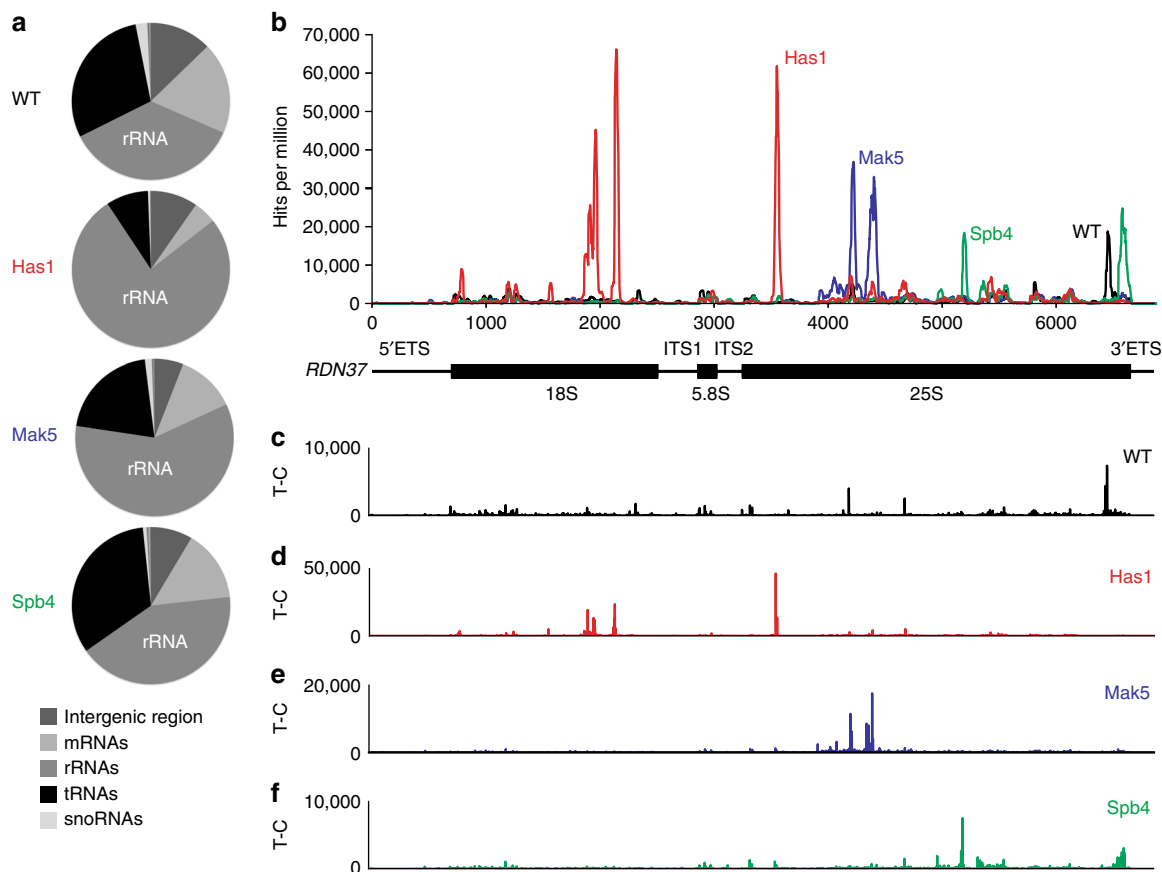 a
WT
rRNA
Has1
rRNA
Mak5
rRNA
Spb4
rRNA
Intergenic region
mRNAs
rRNAs
tRNAs
snoRNAs
b
Hits per million
70,000
60,000
50,000
40,000
30,000
20,000
10,000
0
Has1
Mak5
Spb4
WT
0 1000 2000 3000 4000 5000 6000
5′ETS ITS1 ITS2 3′ETS
RDN37
18S 5.8S 25S
c
10,000
T-C
0
WT
d
50,000
T-C
0
Has1
e
20,000
T-C
0
Mak5
f
10,000
T-C
0
Spb4